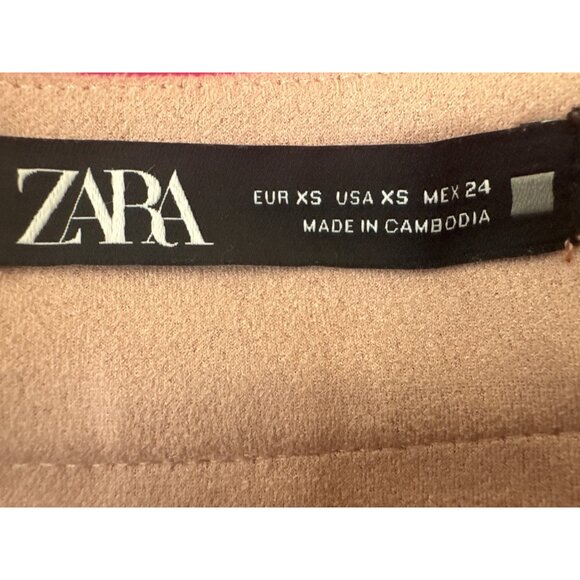 ZARA
EUR XS USA XS MEX 24
MADE IN CAMBODIA